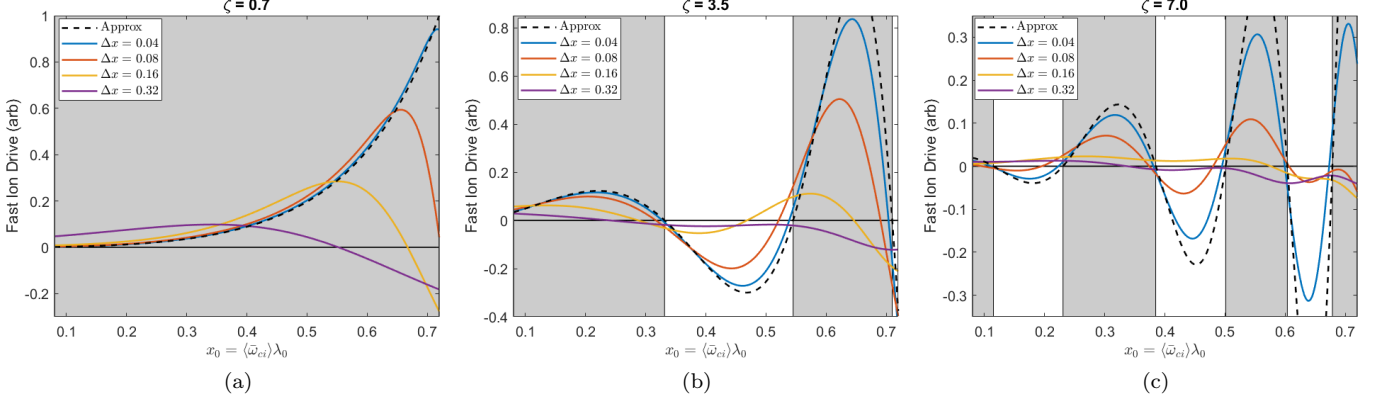 ζ = 0.7
Fast Ion Drive (arb)
1
0.8
0.6
0.4
0.2
0
-0.2
Approx
Δx = 0.04
Δx = 0.08
Δx = 0.16
Δx = 0.32
0.1 0.2 0.3 0.4 0.5 0.6 0.7
x₀ = ⟨ω̄_ci⟩λ₀
(a)
ζ = 3.5
Fast Ion Drive (arb)
0.8
0.6
0.4
0.2
0
-0.2
-0.4
Approx
Δx = 0.04
Δx = 0.08
Δx = 0.16
Δx = 0.32
0.1 0.2 0.3 0.4 0.5 0.6 0.7
x₀ = ⟨ω̄_ci⟩λ₀
(b)
ζ = 7.0
Fast Ion Drive (arb)
0.3
0.2
0.1
0
-0.1
-0.2
-0.3
Approx
Δx = 0.04
Δx = 0.08
Δx = 0.16
Δx = 0.32
0.1 0.2 0.3 0.4 0.5 0.6 0.7
x₀ = ⟨ω̄_ci⟩λ₀
(c)